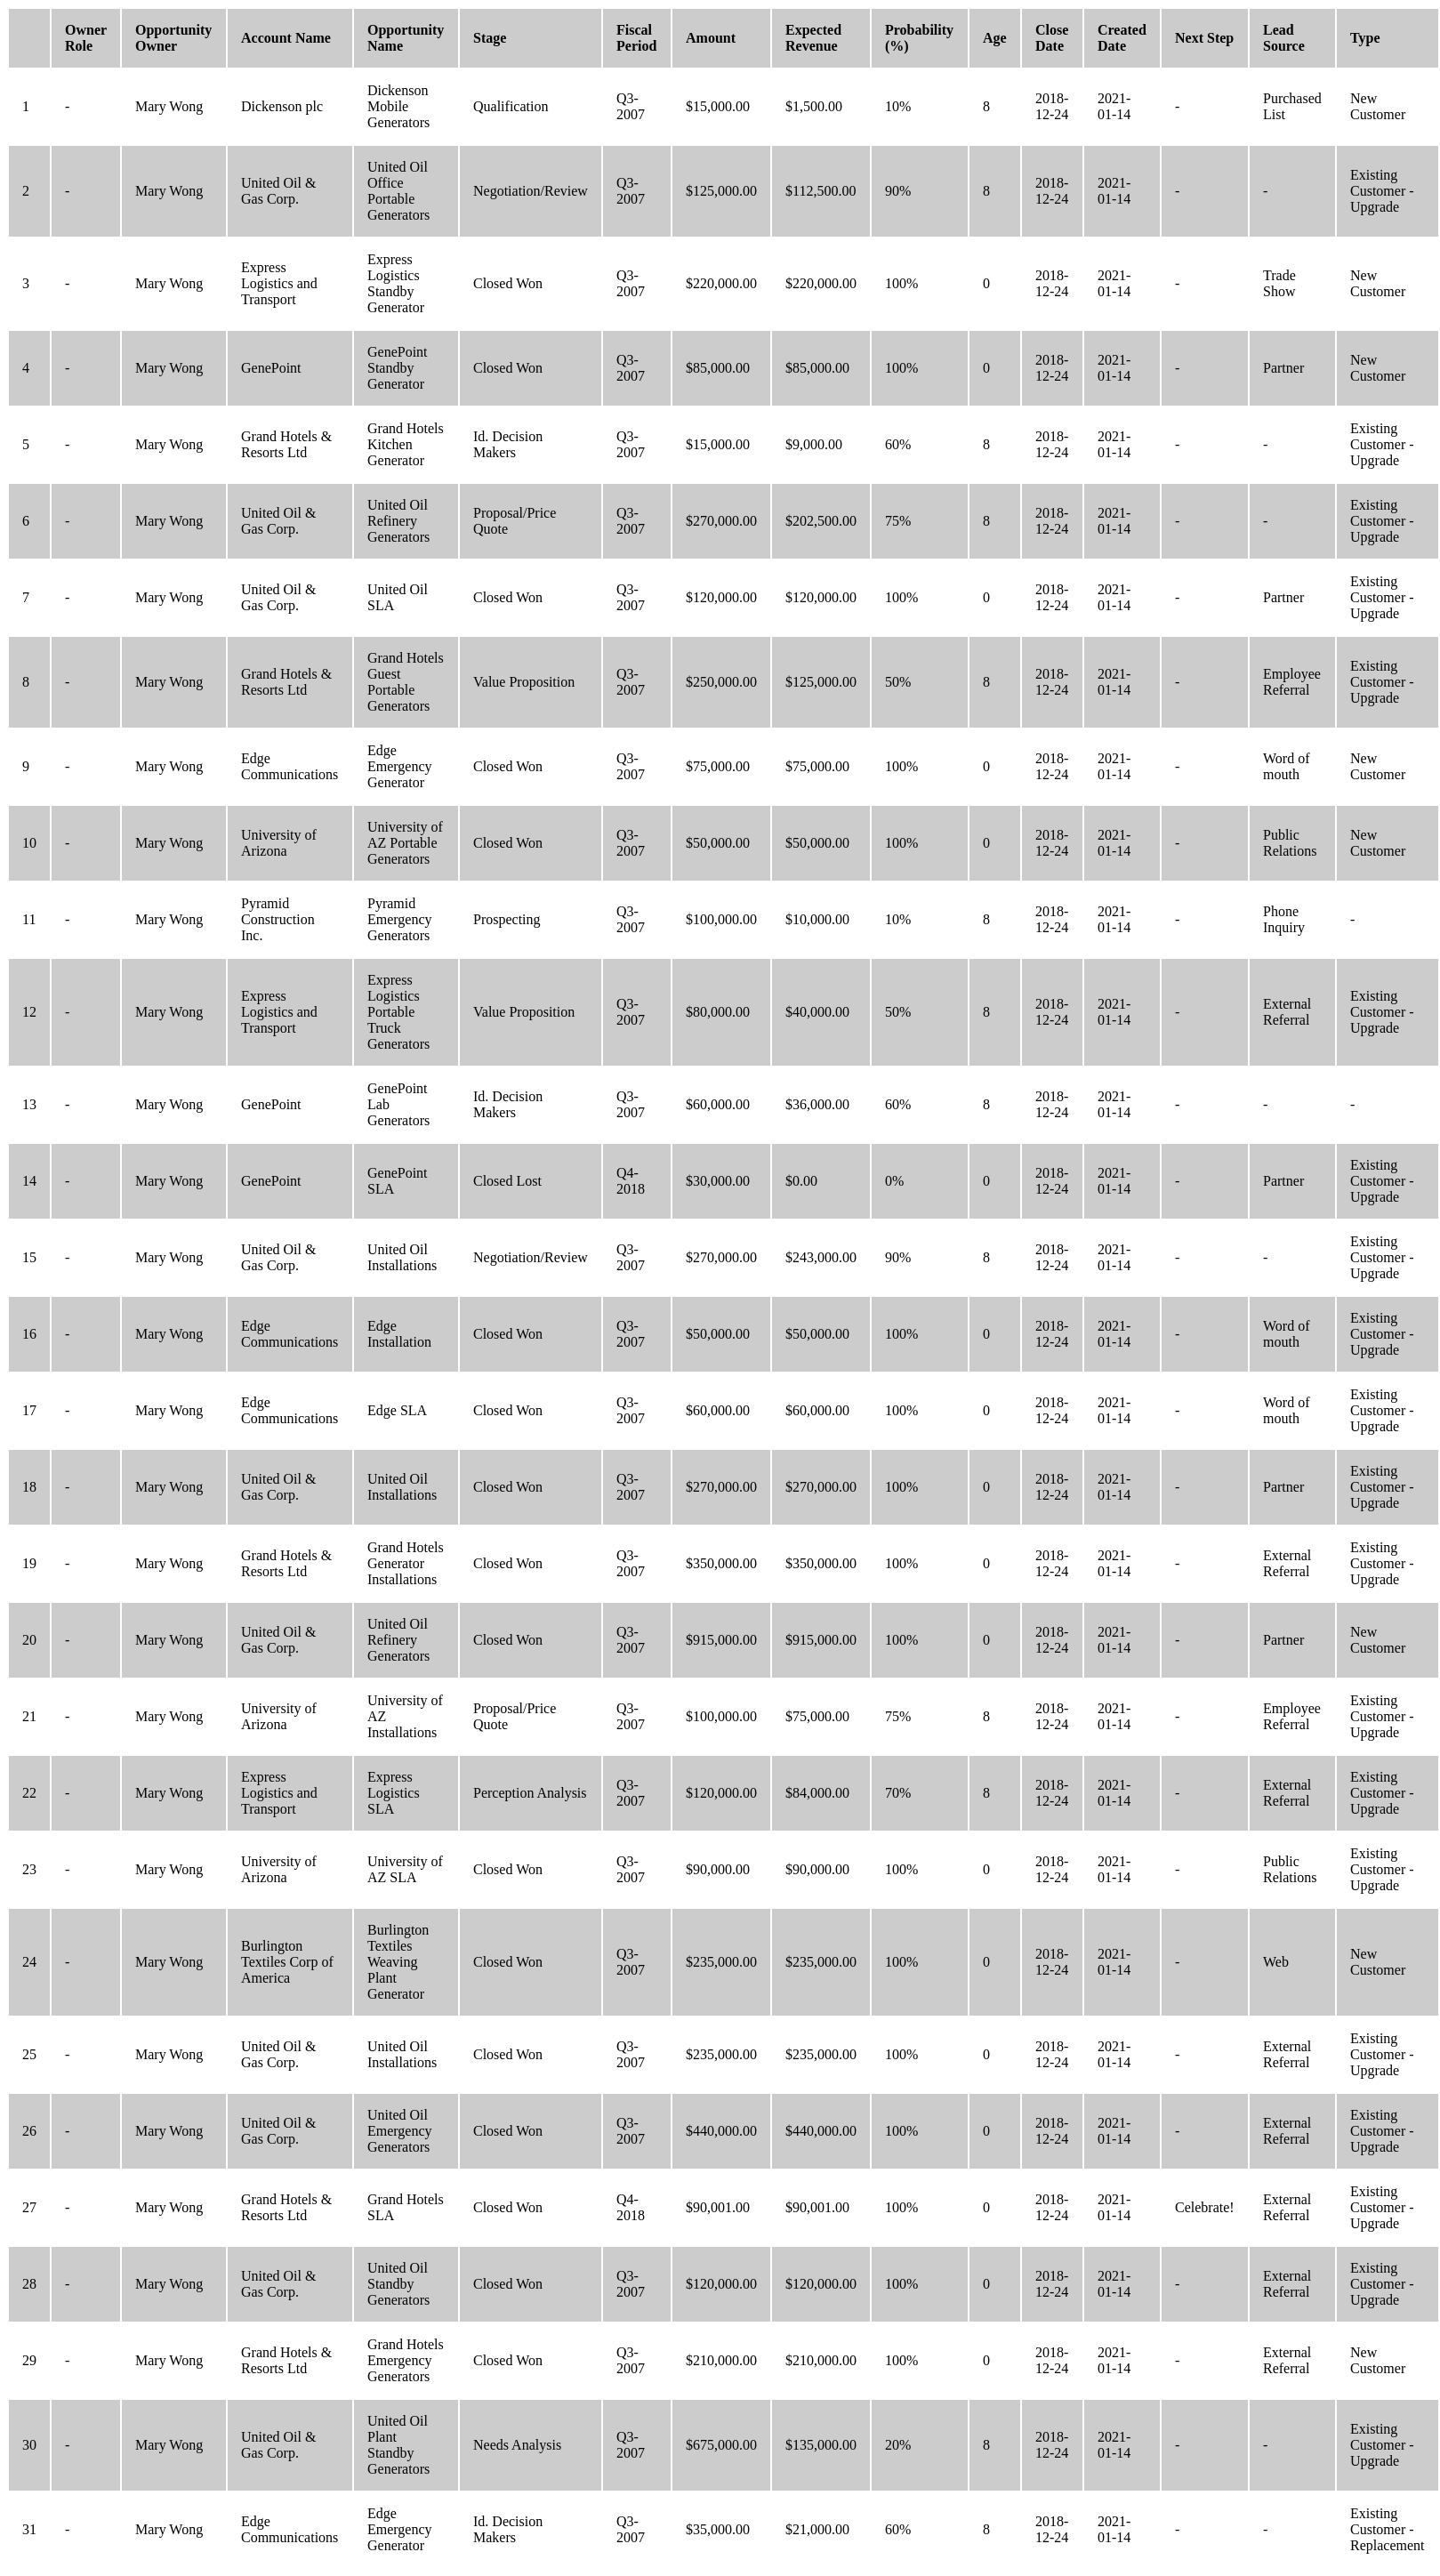 Owner Role | Opportunity Owner | Account Name | Opportunity Name | Stage | Fiscal Period | Amount | Expected Revenue | Probability (%) | Age | Close Date | Created Date | Next Step | Lead Source | Type
1 | - | Mary Wong | Dickenson plc | Dickenson Mobile Generators | Qualification | Q3-2007 | $15,000.00 | $1,500.00 | 10% | 8 | 2018-12-24 | 2021-01-14 | - | Purchased List | New Customer
2 | - | Mary Wong | United Oil & Gas Corp. | United Oil Office Portable Generators | Negotiation/Review | Q3-2007 | $125,000.00 | $112,500.00 | 90% | 8 | 2018-12-24 | 2021-01-14 | - | - | Existing Customer - Upgrade
3 | - | Mary Wong | Express Logistics and Transport | Express Logistics Standby Generator | Closed Won | Q3-2007 | $220,000.00 | $220,000.00 | 100% | 0 | 2018-12-24 | 2021-01-14 | - | Trade Show | New Customer
4 | - | Mary Wong | GenePoint | GenePoint Standby Generator | Closed Won | Q3-2007 | $85,000.00 | $85,000.00 | 100% | 0 | 2018-12-24 | 2021-01-14 | - | Partner | New Customer
5 | - | Mary Wong | Grand Hotels & Resorts Ltd | Grand Hotels Kitchen Generator | Id. Decision Makers | Q3-2007 | $15,000.00 | $9,000.00 | 60% | 8 | 2018-12-24 | 2021-01-14 | - | - | Existing Customer - Upgrade
6 | - | Mary Wong | United Oil & Gas Corp. | United Oil Refinery Generators | Proposal/Price Quote | Q3-2007 | $270,000.00 | $202,500.00 | 75% | 8 | 2018-12-24 | 2021-01-14 | - | - | Existing Customer - Upgrade
7 | - | Mary Wong | United Oil & Gas Corp. | United Oil SLA | Closed Won | Q3-2007 | $120,000.00 | $120,000.00 | 100% | 0 | 2018-12-24 | 2021-01-14 | - | Partner | Existing Customer - Upgrade
8 | - | Mary Wong | Grand Hotels & Resorts Ltd | Grand Hotels Guest Portable Generators | Value Proposition | Q3-2007 | $250,000.00 | $125,000.00 | 50% | 8 | 2018-12-24 | 2021-01-14 | - | Employee Referral | Existing Customer - Upgrade
9 | - | Mary Wong | Edge Communications | Edge Emergency Generator | Closed Won | Q3-2007 | $75,000.00 | $75,000.00 | 100% | 0 | 2018-12-24 | 2021-01-14 | - | Word of mouth | New Customer
10 | - | Mary Wong | University of Arizona | University of AZ Portable Generators | Closed Won | Q3-2007 | $50,000.00 | $50,000.00 | 100% | 0 | 2018-12-24 | 2021-01-14 | - | Public Relations | New Customer
11 | - | Mary Wong | Pyramid Construction Inc. | Pyramid Emergency Generators | Prospecting | Q3-2007 | $100,000.00 | $10,000.00 | 10% | 8 | 2018-12-24 | 2021-01-14 | - | Phone Inquiry | -
12 | - | Mary Wong | Express Logistics and Transport | Express Logistics Portable Truck Generators | Value Proposition | Q3-2007 | $80,000.00 | $40,000.00 | 50% | 8 | 2018-12-24 | 2021-01-14 | - | External Referral | Existing Customer - Upgrade
13 | - | Mary Wong | GenePoint | GenePoint Lab Generators | Id. Decision Makers | Q3-2007 | $60,000.00 | $36,000.00 | 60% | 8 | 2018-12-24 | 2021-01-14 | - | - | -
14 | - | Mary Wong | GenePoint | GenePoint SLA | Closed Lost | Q4-2018 | $30,000.00 | $0.00 | 0% | 0 | 2018-12-24 | 2021-01-14 | - | Partner | Existing Customer - Upgrade
15 | - | Mary Wong | United Oil & Gas Corp. | United Oil Installations | Negotiation/Review | Q3-2007 | $270,000.00 | $243,000.00 | 90% | 8 | 2018-12-24 | 2021-01-14 | - | - | Existing Customer - Upgrade
16 | - | Mary Wong | Edge Communications | Edge Installation | Closed Won | Q3-2007 | $50,000.00 | $50,000.00 | 100% | 0 | 2018-12-24 | 2021-01-14 | - | Word of mouth | Existing Customer - Upgrade
17 | - | Mary Wong | Edge Communications | Edge SLA | Closed Won | Q3-2007 | $60,000.00 | $60,000.00 | 100% | 0 | 2018-12-24 | 2021-01-14 | - | Word of mouth | Existing Customer - Upgrade
18 | - | Mary Wong | United Oil & Gas Corp. | United Oil Installations | Closed Won | Q3-2007 | $270,000.00 | $270,000.00 | 100% | 0 | 2018-12-24 | 2021-01-14 | - | Partner | Existing Customer - Upgrade
19 | - | Mary Wong | Grand Hotels & Resorts Ltd | Grand Hotels Generator Installations | Closed Won | Q3-2007 | $350,000.00 | $350,000.00 | 100% | 0 | 2018-12-24 | 2021-01-14 | - | External Referral | Existing Customer - Upgrade
20 | - | Mary Wong | United Oil & Gas Corp. | United Oil Refinery Generators | Closed Won | Q3-2007 | $915,000.00 | $915,000.00 | 100% | 0 | 2018-12-24 | 2021-01-14 | - | Partner | New Customer
21 | - | Mary Wong | University of Arizona | University of AZ Installations | Proposal/Price Quote | Q3-2007 | $100,000.00 | $75,000.00 | 75% | 8 | 2018-12-24 | 2021-01-14 | - | Employee Referral | Existing Customer - Upgrade
22 | - | Mary Wong | Express Logistics and Transport | Express Logistics SLA | Perception Analysis | Q3-2007 | $120,000.00 | $84,000.00 | 70% | 8 | 2018-12-24 | 2021-01-14 | - | External Referral | Existing Customer - Upgrade
23 | - | Mary Wong | University of Arizona | University of AZ SLA | Closed Won | Q3-2007 | $90,000.00 | $90,000.00 | 100% | 0 | 2018-12-24 | 2021-01-14 | - | Public Relations | Existing Customer - Upgrade
24 | - | Mary Wong | Burlington Textiles Corp of America | Burlington Textiles Weaving Plant Generator | Closed Won | Q3-2007 | $235,000.00 | $235,000.00 | 100% | 0 | 2018-12-24 | 2021-01-14 | - | Web | New Customer
25 | - | Mary Wong | United Oil & Gas Corp. | United Oil Installations | Closed Won | Q3-2007 | $235,000.00 | $235,000.00 | 100% | 0 | 2018-12-24 | 2021-01-14 | - | External Referral | Existing Customer - Upgrade
26 | - | Mary Wong | United Oil & Gas Corp. | United Oil Emergency Generators | Closed Won | Q3-2007 | $440,000.00 | $440,000.00 | 100% | 0 | 2018-12-24 | 2021-01-14 | - | External Referral | Existing Customer - Upgrade
27 | - | Mary Wong | Grand Hotels & Resorts Ltd | Grand Hotels SLA | Closed Won | Q4-2018 | $90,001.00 | $90,001.00 | 100% | 0 | 2018-12-24 | 2021-01-14 | Celebrate! | External Referral | Existing Customer - Upgrade
28 | - | Mary Wong | United Oil & Gas Corp. | United Oil Standby Generators | Closed Won | Q3-2007 | $120,000.00 | $120,000.00 | 100% | 0 | 2018-12-24 | 2021-01-14 | - | External Referral | Existing Customer - Upgrade
29 | - | Mary Wong | Grand Hotels & Resorts Ltd | Grand Hotels Emergency Generators | Closed Won | Q3-2007 | $210,000.00 | $210,000.00 | 100% | 0 | 2018-12-24 | 2021-01-14 | - | External Referral | New Customer
30 | - | Mary Wong | United Oil & Gas Corp. | United Oil Plant Standby Generators | Needs Analysis | Q3-2007 | $675,000.00 | $135,000.00 | 20% | 8 | 2018-12-24 | 2021-01-14 | - | - | Existing Customer - Upgrade
31 | - | Mary Wong | Edge Communications | Edge Emergency Generator | Id. Decision Makers | Q3-2007 | $35,000.00 | $21,000.00 | 60% | 8 | 2018-12-24 | 2021-01-14 | - | - | Existing Customer - Replacement